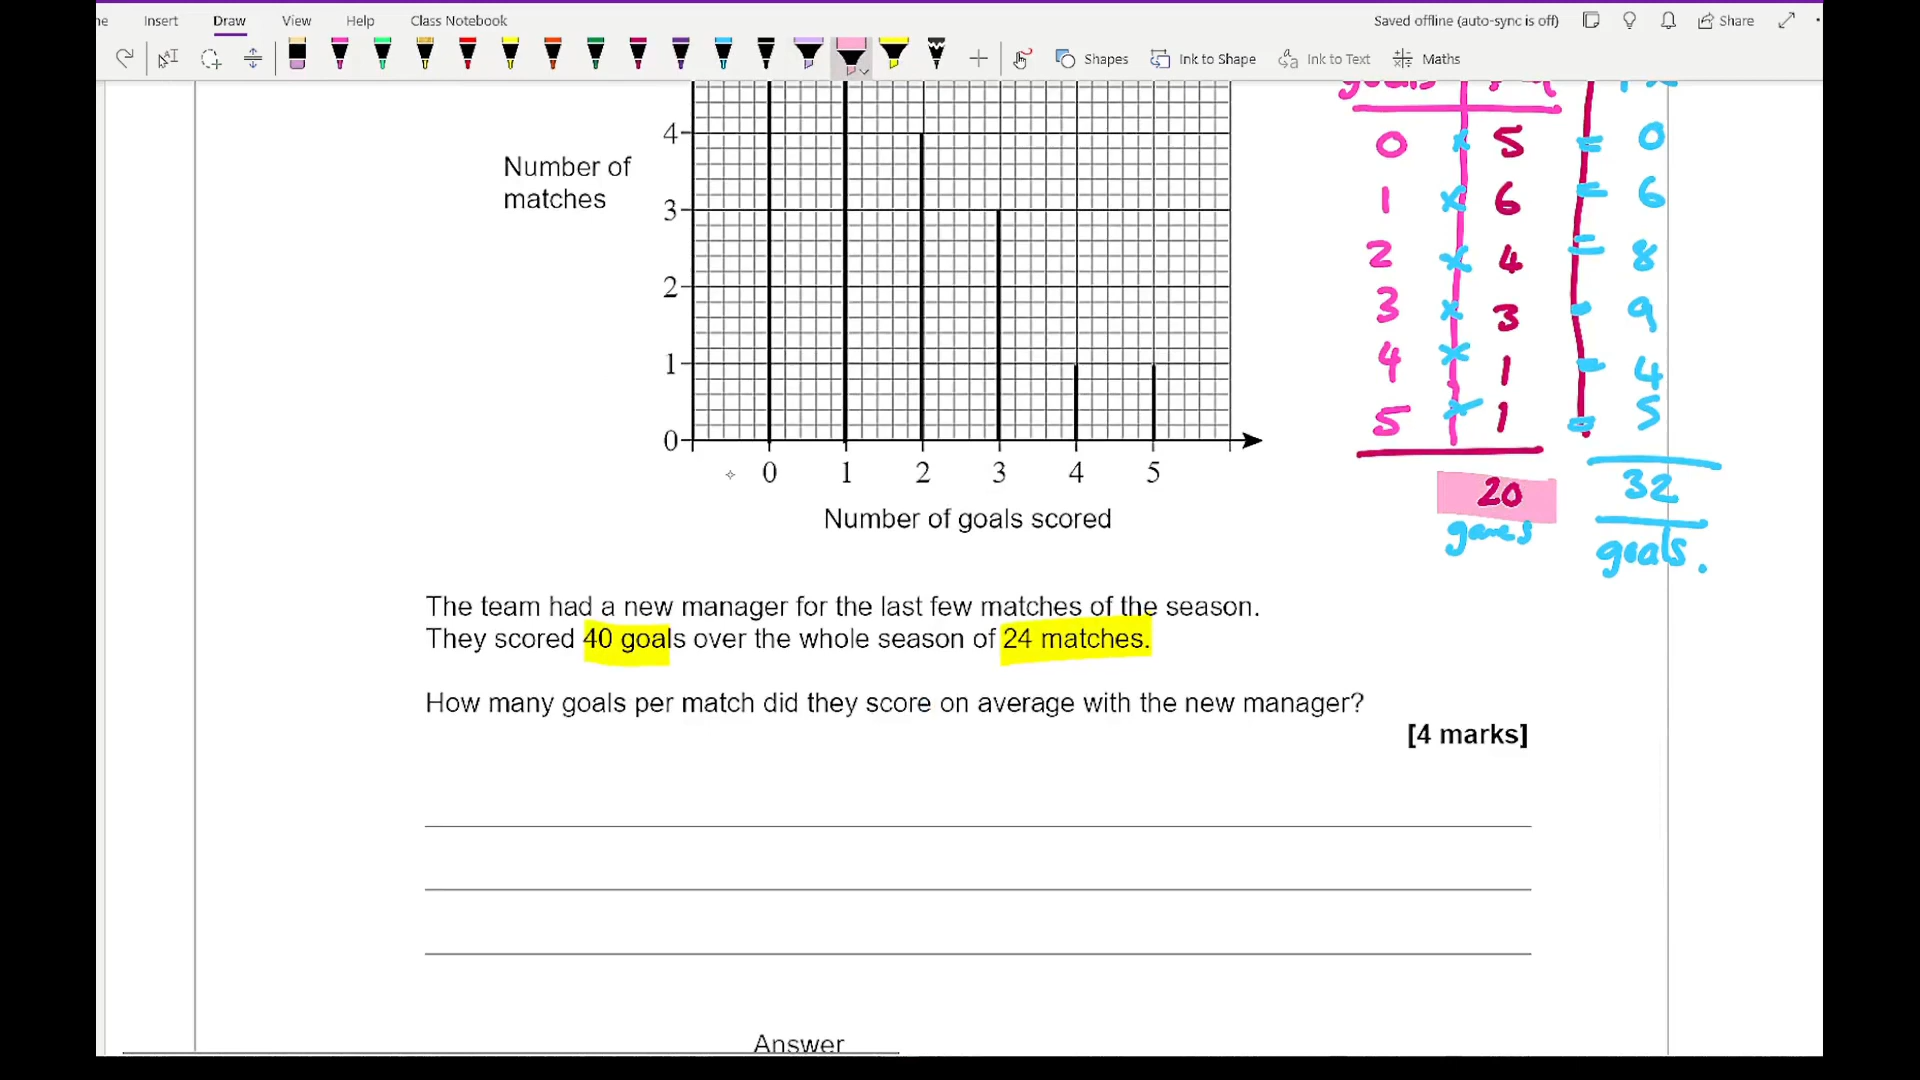 Insert Draw View Help Class Notebook Saved offline (auto-sync is off) Share
Shapes Ink to Shape Ink to Text Maths
4
Number of
matches
3
2
1
0
0 1 2 3 4 5
Number of goals scored
goals
0 × 5 = 0
1 × 6 = 6
2 × 4 = 8
3 × 3 = 9
4 × 1 = 4
5 × 1 = 5
20 32
games goals.
The team had a new manager for the last few matches of the season.
They scored 40 goals over the whole season of 24 matches.
How many goals per match did they score on average with the new manager?
[4 marks]
Answer